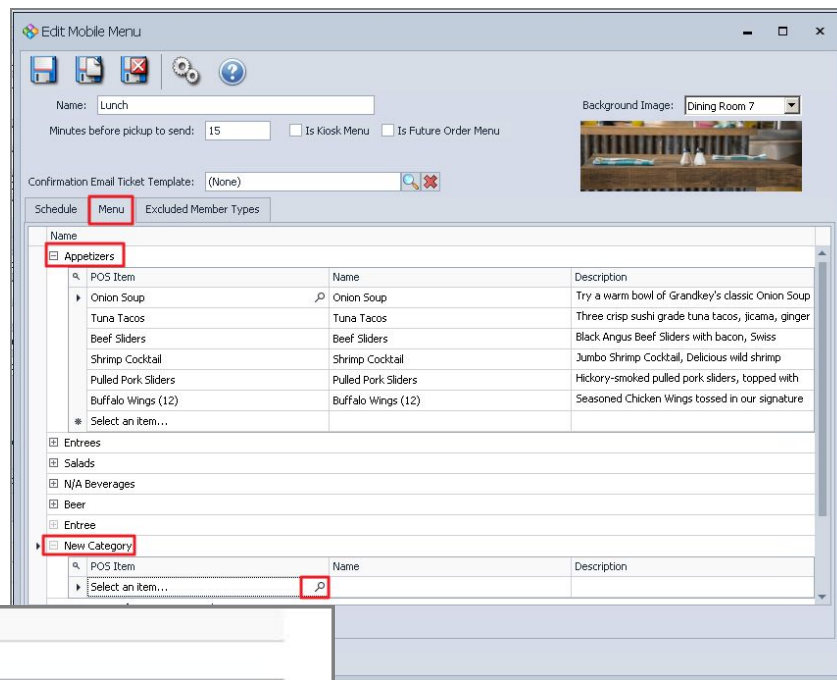 Edit Mobile Menu
Name: Lunch
Background Image: Dining Room 7
Minutes before pickup to send: 15 Is Kiosk Menu Is Future Order Menu
Confirmation Email Ticket Template: (None)
Schedule Menu Excluded Member Types
Name
Appetizers
POS Item Name Description
Onion Soup Onion Soup Try a warm bowl of Grandkey's classic Onion Soup
Tuna Tacos Tuna Tacos Three crisp sushi grade tuna tacos, jicama, ginger
Beef Sliders Beef Sliders Black Angus Beef Sliders with bacon, Swiss
Shrimp Cocktail Shrimp Cocktail Jumbo Shrimp Cocktail, Delicious wild shrimp
Pulled Pork Sliders Pulled Pork Sliders Hickory-smoked pulled pork sliders, topped with
Buffalo Wings (12) Buffalo Wings (12) Seasoned Chicken Wings tossed in our signature
Select an item...
Entrees
Salads
N/A Beverages
Beer
Entree
New Category
POS Item Name Description
Select an item...